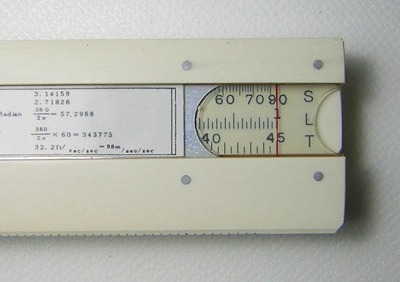 3.14159
2.71828
Radian 360/2π = 57.2958
360/2π × 60 = 343775
32.2ft/sec/sec = 98m/sec/sec
60 70 90 S
L
40 45 T